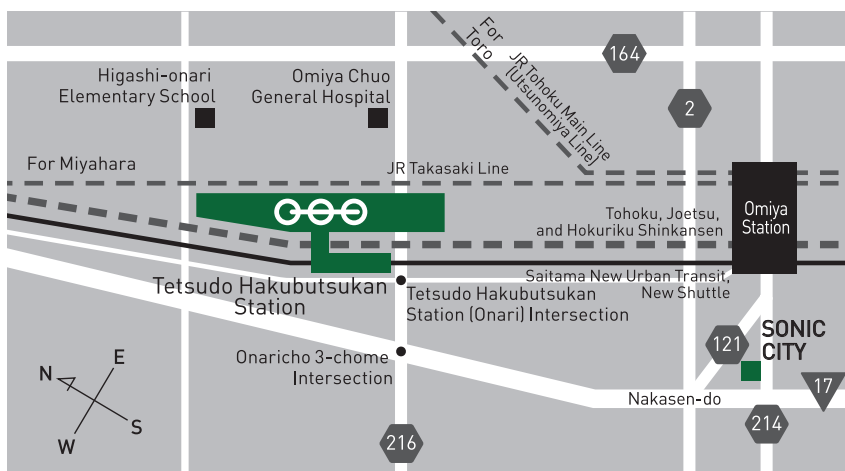 For
Toro
JR Tohoku Main Line
(Utsunomiya Line)
164
Higashi-onari
Elementary School
Omiya Chuo
General Hospital
2
For Miyahara
JR Takasaki Line
Tohoku, Joetsu,
and Hokuriku Shinkansen
Omiya
Station
Tetsudo Hakubutsukan
Station
Saitama New Urban Transit,
New Shuttle
Tetsudo Hakubutsukan
Station (Onari) Intersection
SONIC
CITY
121
Onaricho 3-chome
Intersection
17
Nakasen-do
N
E
S
W
216
214